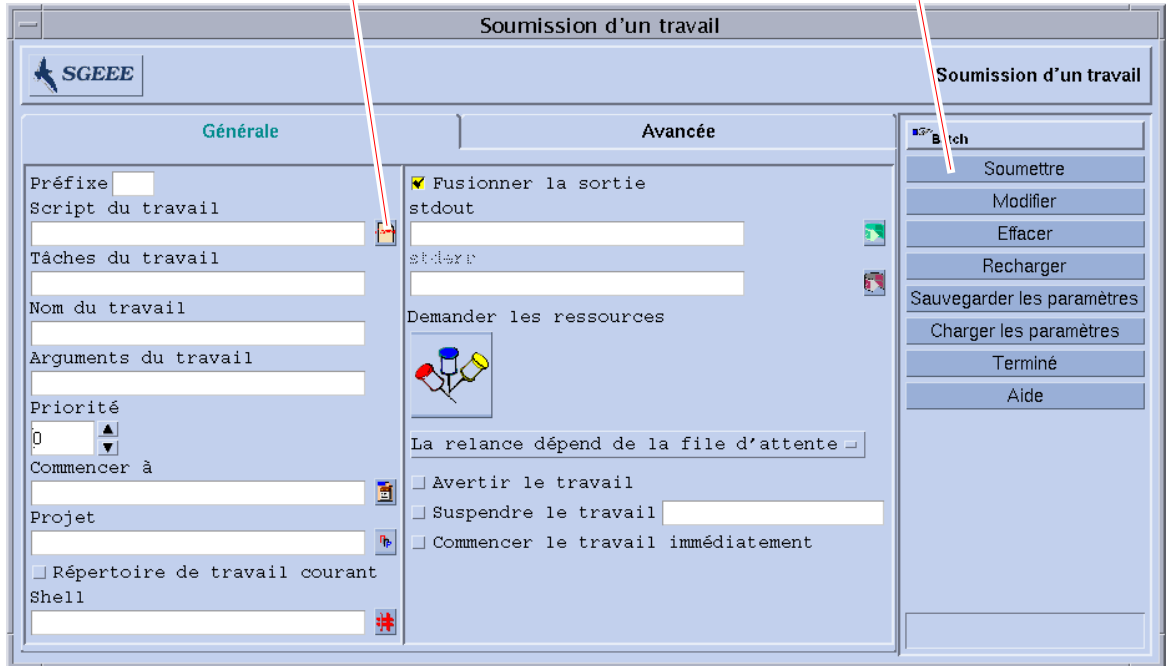 Soumission d'un travail
SGEEE
Soumission d'un travail
Générale
Avancée
Préfixe
Script du travail
Tâches du travail
Nom du travail
Arguments du travail
Priorité
0
Commencer à
Projet
Répertoire de travail courant
Shell
Fusionner la sortie
stdout
stderr
Demander les ressources
La relance dépend de la file d'attente
Avertir le travail
Suspendre le travail
Commencer le travail immédiatement
Batch
Soumettre
Modifier
Effacer
Recharger
Sauvegarder les paramètres
Charger les paramètres
Terminé
Aide